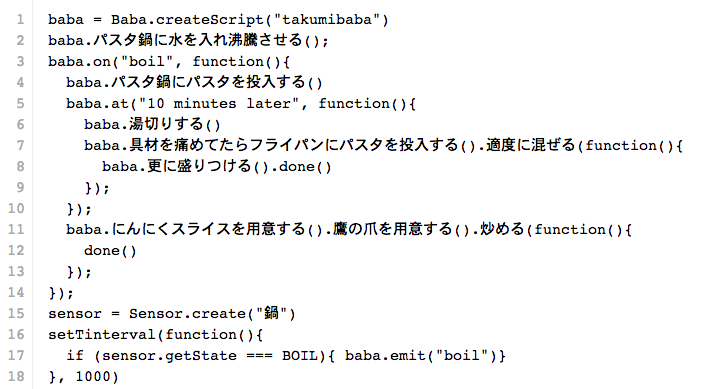 1 baba = Baba.createScript("takumibaba")
2 baba.パスタ鍋に水を入れ沸騰させる();
3 baba.on("boil", function(){
4   baba.パスタ鍋にパスタを投入する()
5   baba.at("10 minutes later", function(){
6     baba.湯切りする()
7     baba.具材を痛めてたらフライパンにパスタを投入する().適度に混ぜる(function(){
8       baba.更に盛りつける().done()
9     });
10   });
11   baba.にんにくスライスを用意する().鷹の爪を用意する().炒める(function(){
12     done()
13   });
14 });
15 sensor = Sensor.create("鍋")
16 setTinterval(function(){
17   if (sensor.getState === BOIL){ baba.emit("boil")}
18 }, 1000)